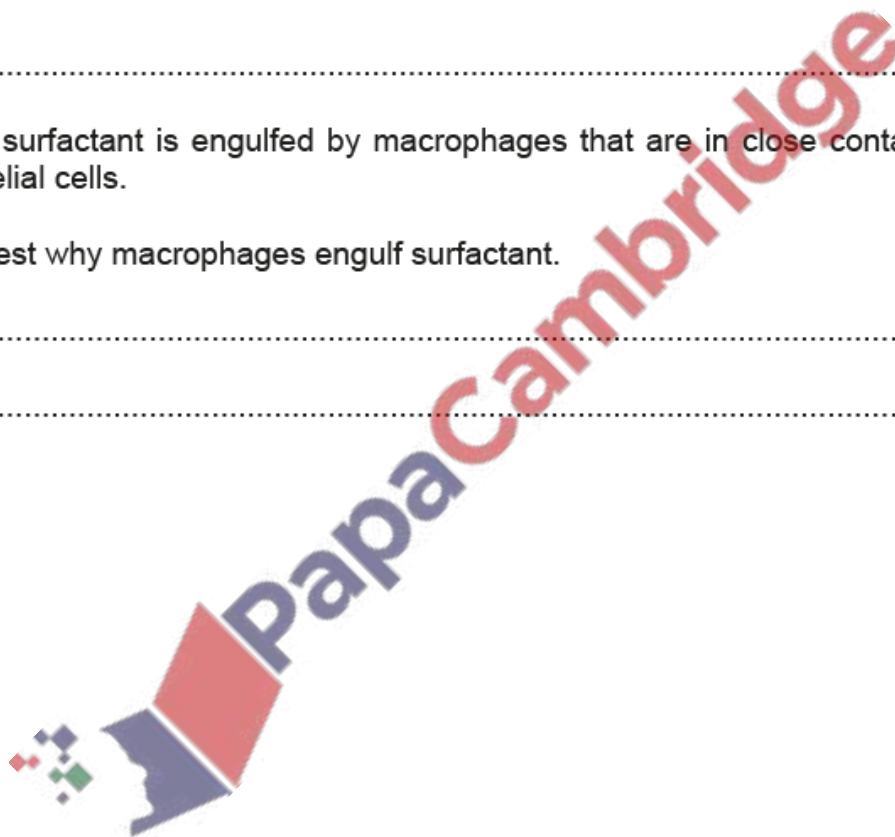 surfactant is engulfed by macrophages that are in close conta
elial cells.
est why macrophages engulf surfactant.
PapaCambridge